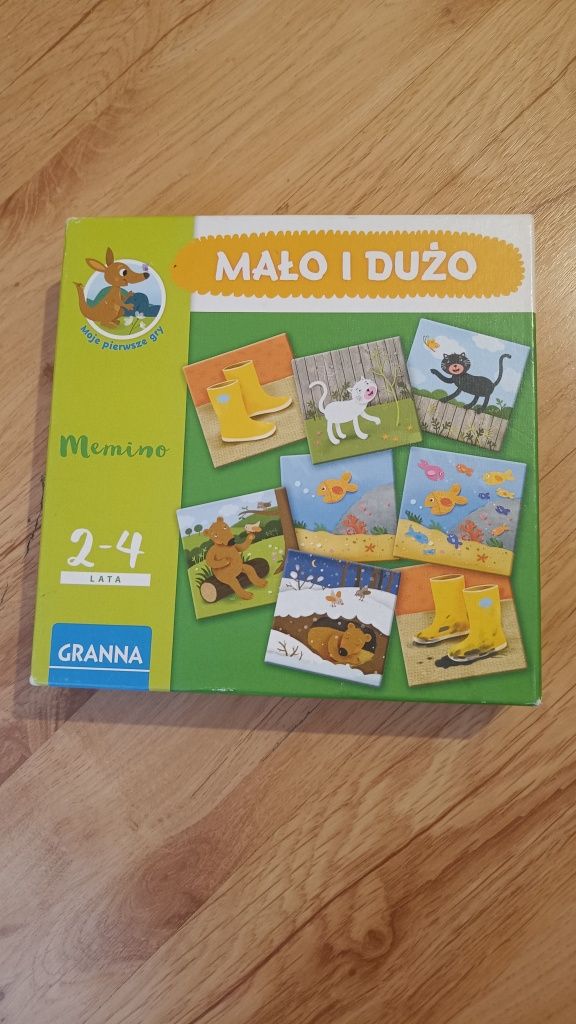 MAŁO I DUŻO
Moje pierwsze gry
Memino
2-4
LATA
GRANNA